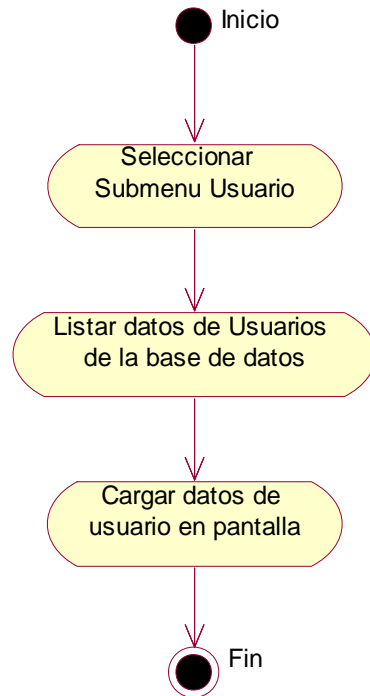 Inicio
Seleccionar
Submenu Usuario
Listar datos de Usuarios
de la base de datos
Cargar datos de
usuario en pantalla
Fin